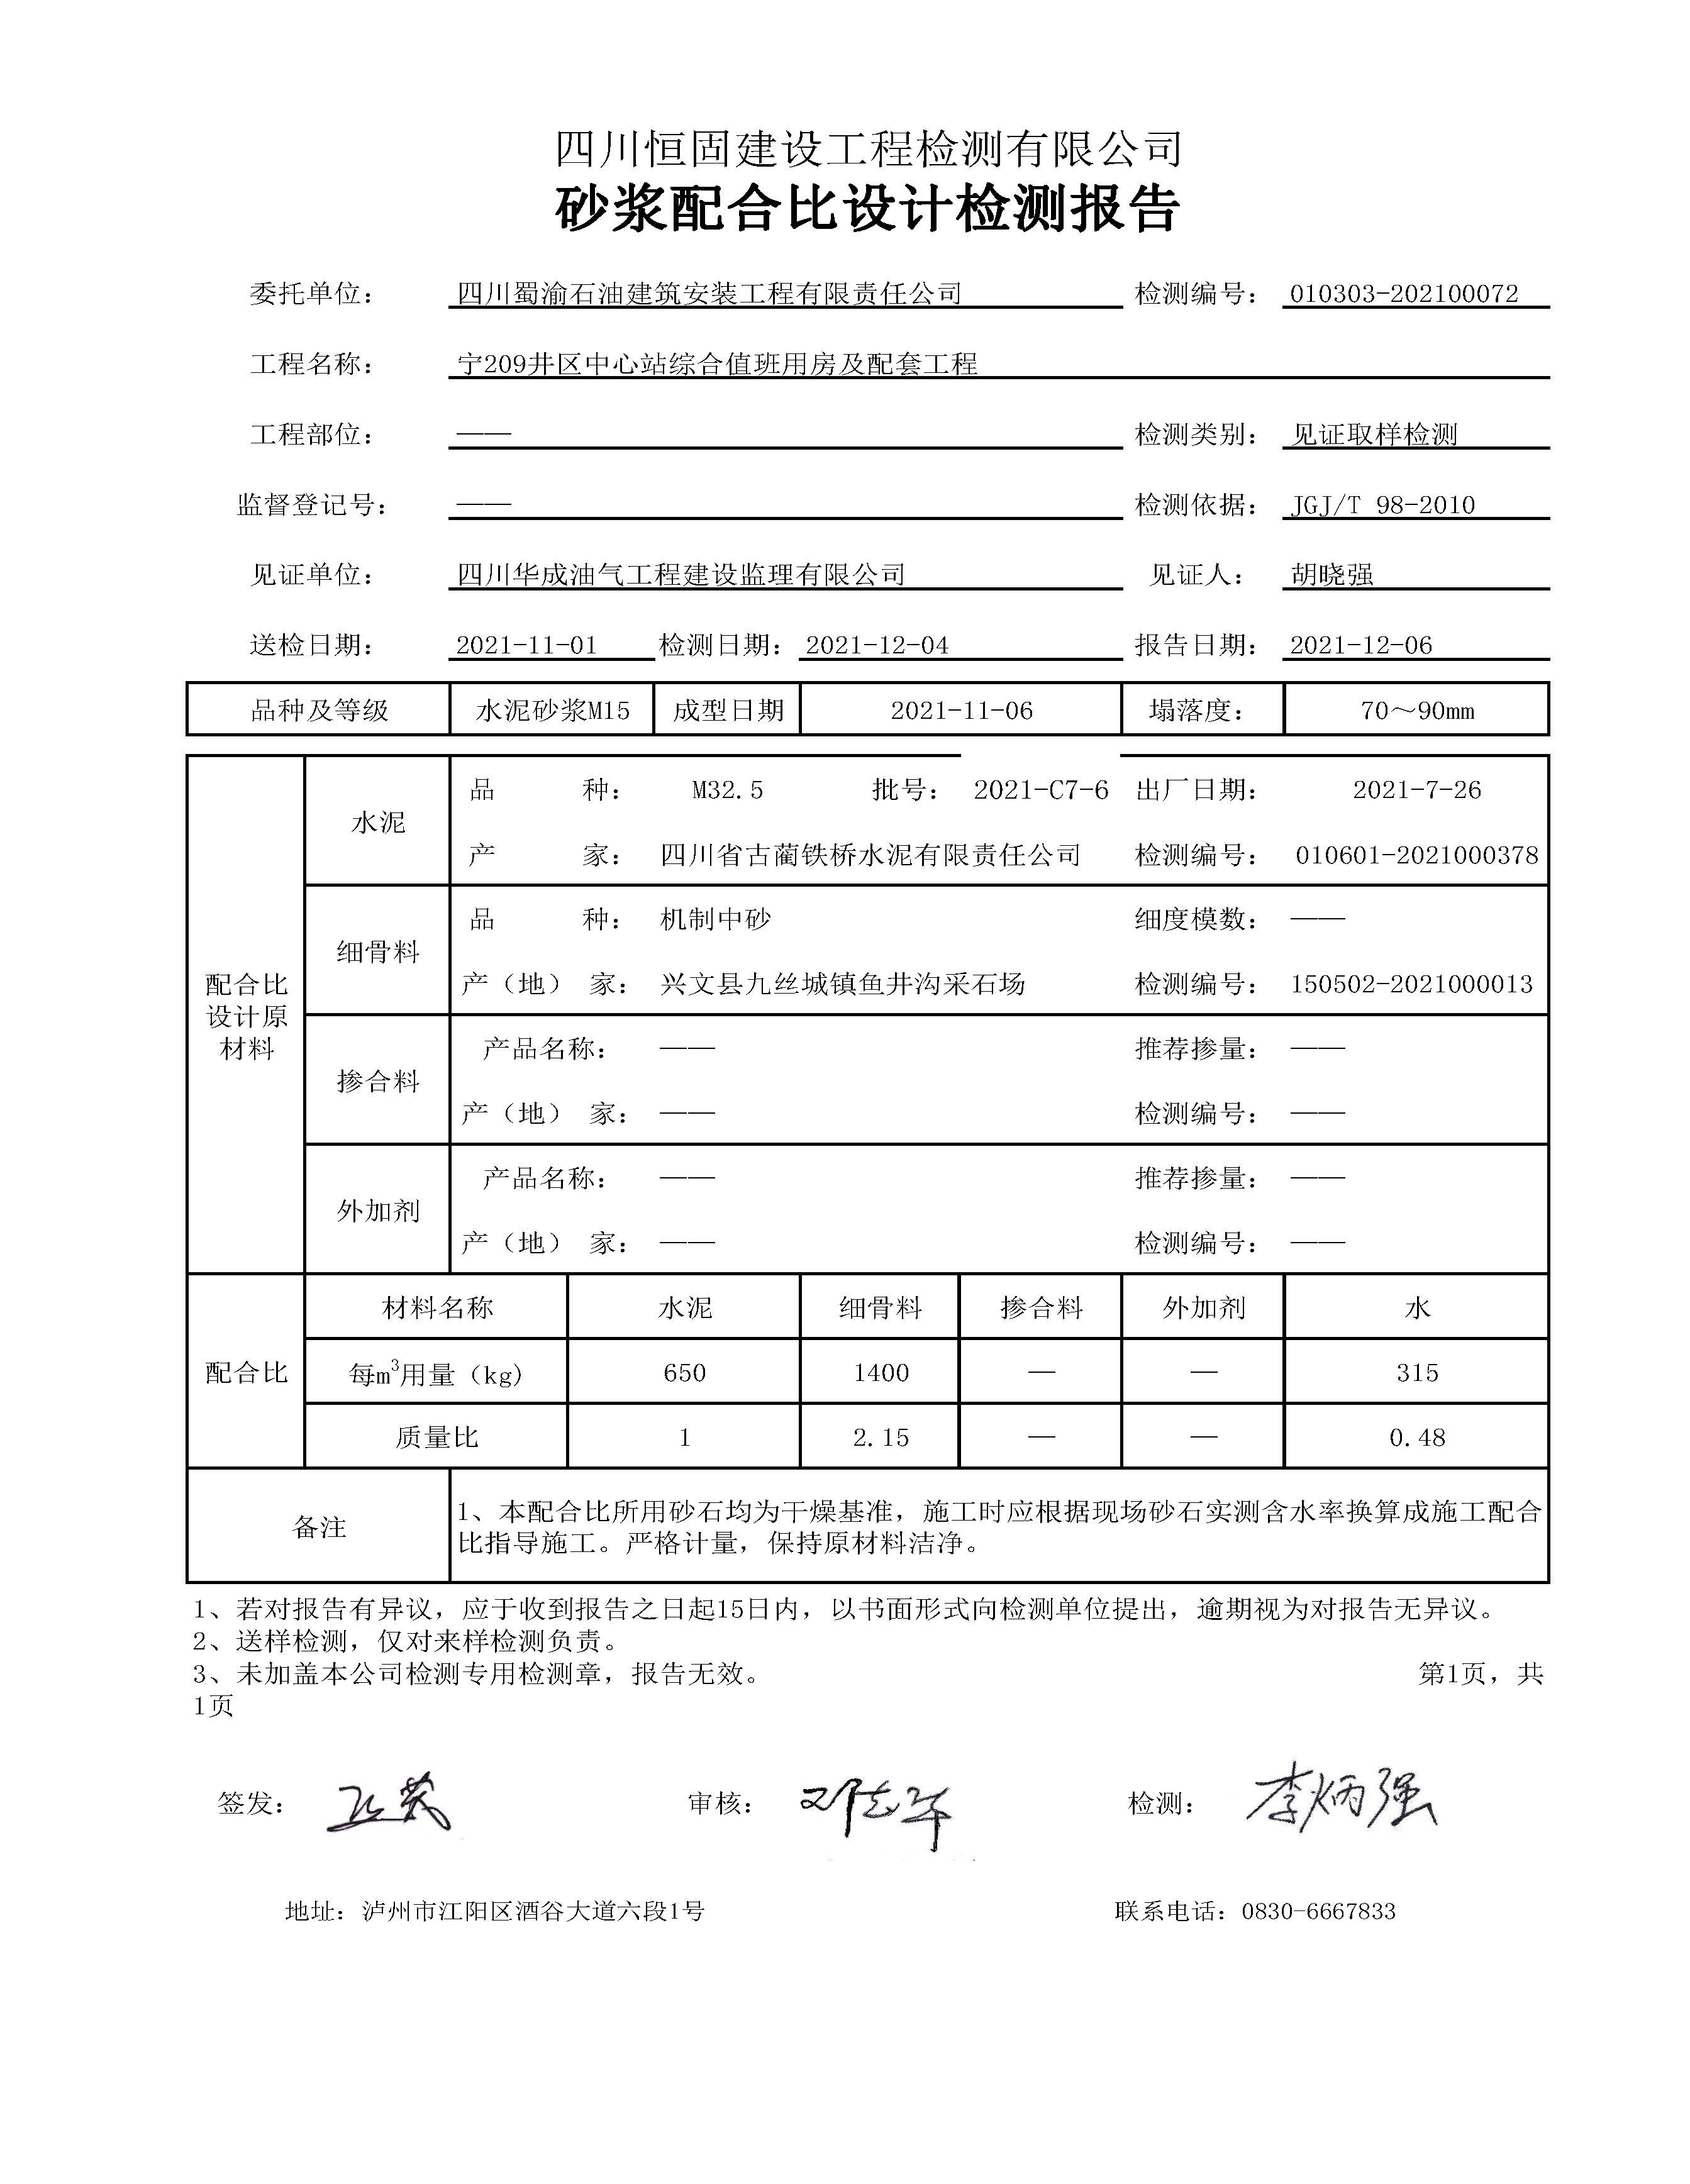 四川恒固建设工程检测有限公司
砂浆配合比设计检测报告
委托单位： 四川蜀渝石油建筑安装工程有限责任公司 检测编号： 010303-202100072
工程名称： 宁209井区中心站综合值班用房及配套工程
工程部位： —— 检测类别： 见证取样检测
监督登记号： —— 检测依据： JGJ/T 98-2010
见证单位： 四川华成油气工程建设监理有限公司 见证人： 胡晓强
送检日期： 2021-11-01 检测日期： 2021-12-04 报告日期： 2021-12-06
品种及等级 水泥砂浆M15 成型日期 2021-11-06 塌落度： 70～90mm
配合比设计原材料
水泥
品 种： M32.5 批号： 2021-C7-6 出厂日期： 2021-7-26
产 家： 四川省古蔺铁桥水泥有限责任公司 检测编号： 010601-2021000378
细骨料
品 种： 机制中砂 细度模数： ——
产（地） 家： 兴文县九丝城镇鱼井沟采石场 检测编号： 150502-2021000013
掺合料
产品名称： —— 推荐掺量： ——
产（地） 家： —— 检测编号： ——
外加剂
产品名称： —— 推荐掺量： ——
产（地） 家： —— 检测编号： ——
配合比
材料名称 水泥 细骨料 掺合料 外加剂 水
每m³用量（kg） 650 1400 — — 315
质量比 1 2.15 — — 0.48
备注
1、本配合比所用砂石均为干燥基准，施工时应根据现场砂石实测含水率换算成施工配合
比指导施工。严格计量，保持原材料洁净。
1、若对报告有异议，应于收到报告之日起15日内，以书面形式向检测单位提出，逾期视为对报告无异议。
2、送样检测，仅对来样检测负责。
3、未加盖本公司检测专用检测章，报告无效。 第1页，共
1页
签发： 审核： 检测： 李炳强
地址：泸州市江阳区酒谷大道六段1号 联系电话：0830-6667833